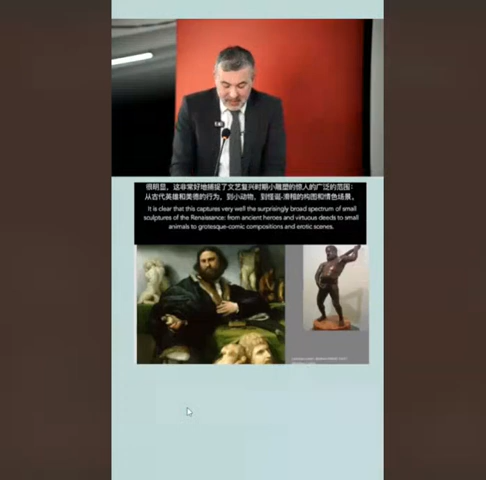 很明显，这非常好地捕捉了文艺复兴时期小雕塑的惊人的广泛的范围：
从古代英雄和美德的行为，到小动物，到怪诞-滑稽的构图和情色场景。
It is clear that this captures very well the surprisingly broad spectrum of small
sculptures of the Renaissance: from ancient heroes and virtuous deeds to small
animals to grotesque-comic compositions and erotic scenes.